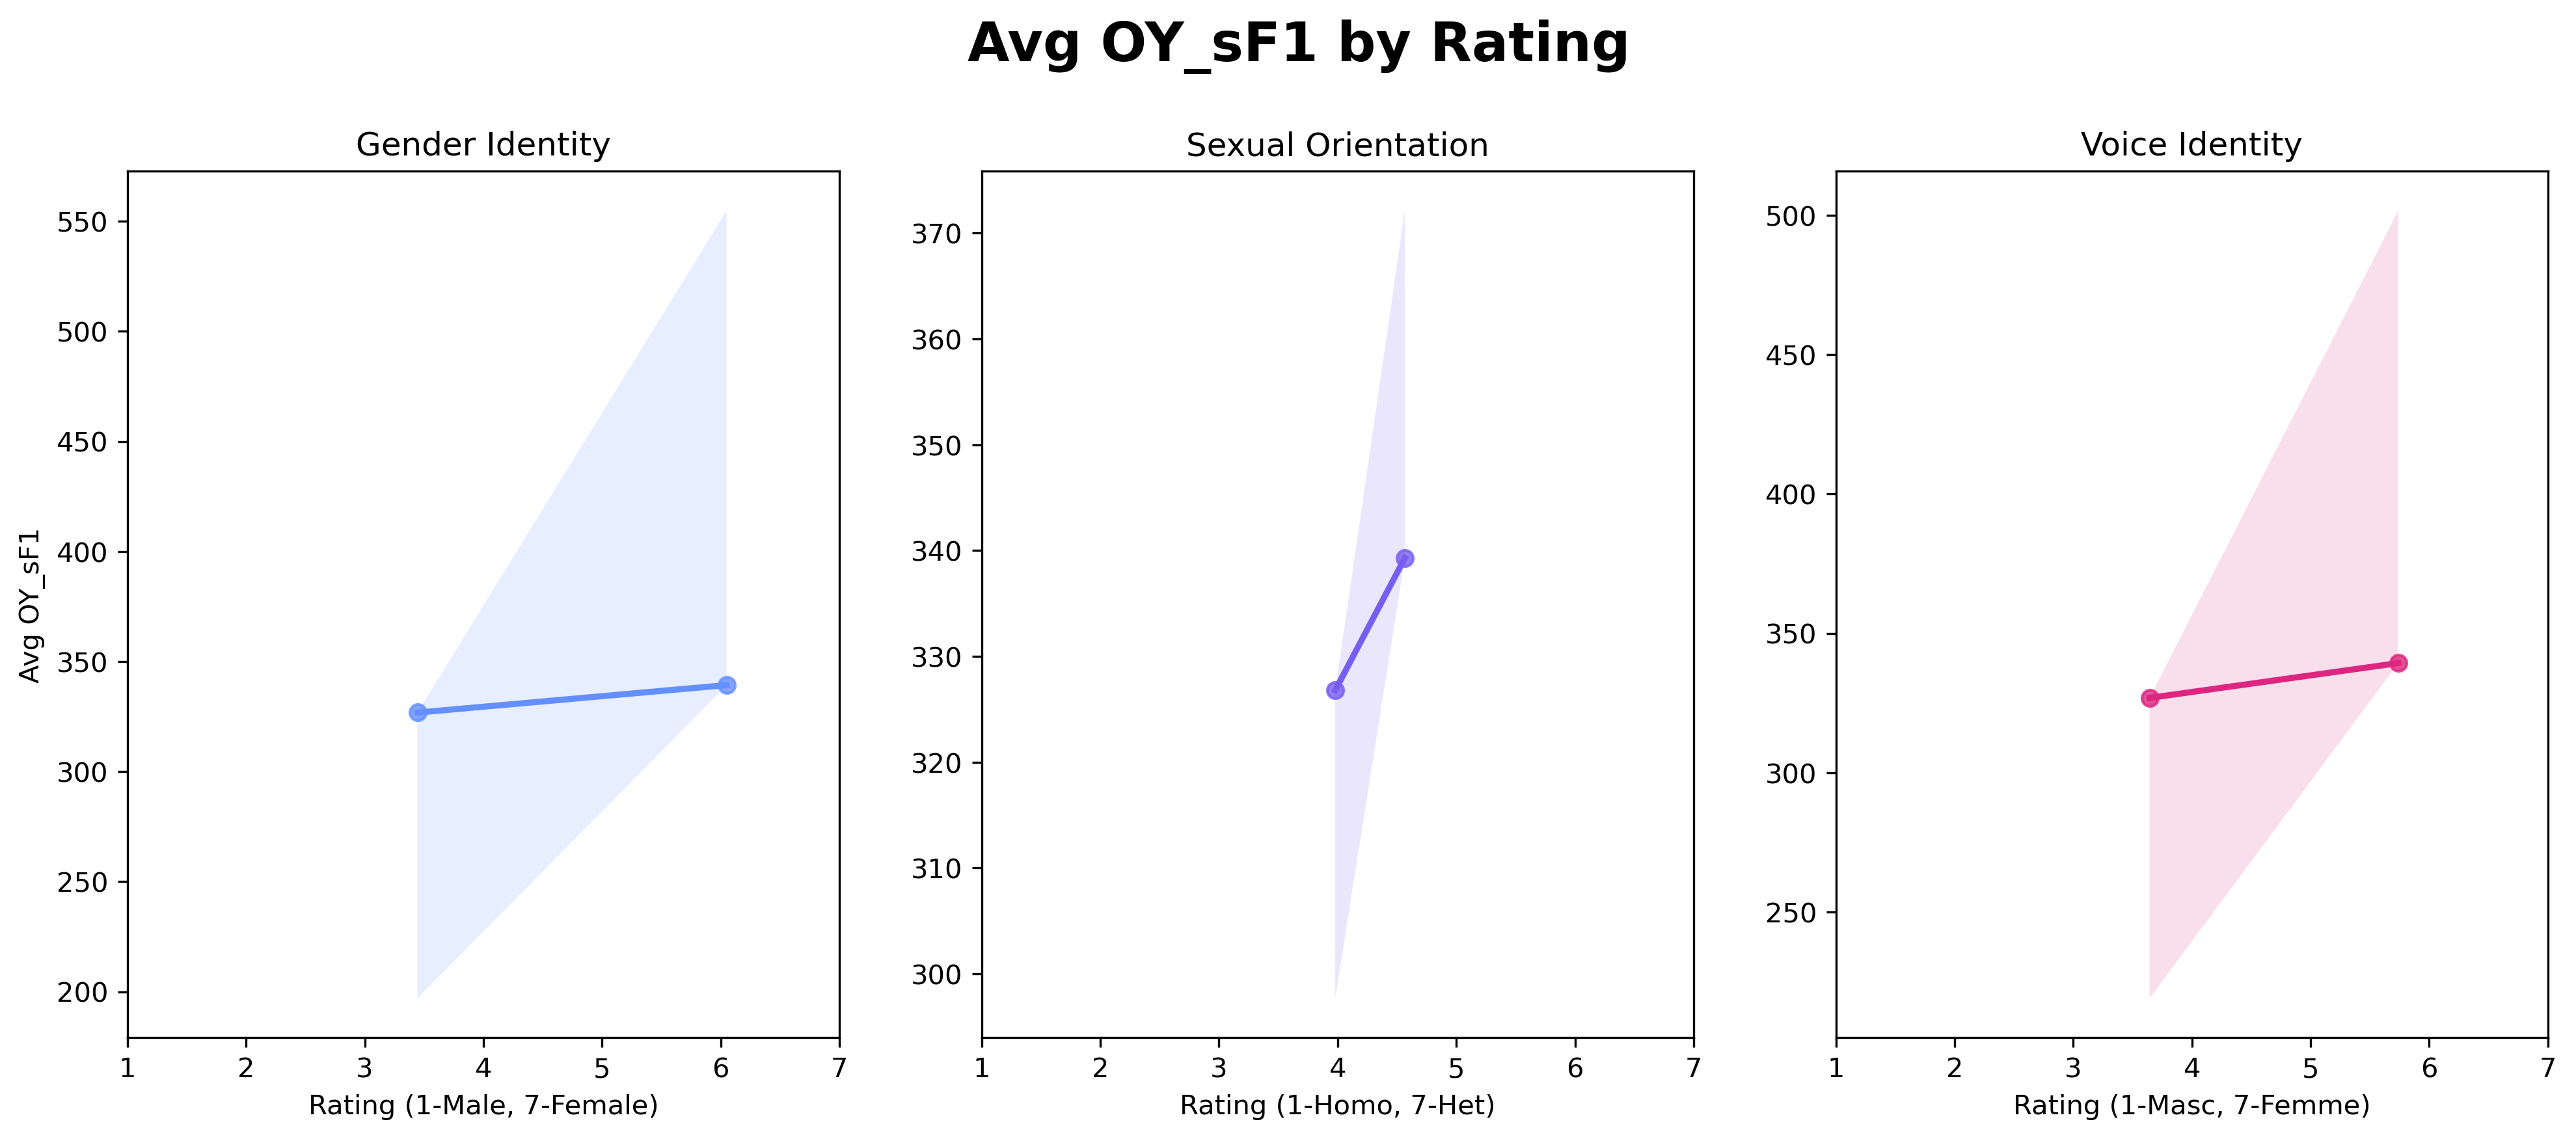 Avg OY_sF1 by Rating
Gender Identity
Sexual Orientation
Voice Identity
Avg OY_sF1
550
500
450
400
350
300
250
200
1 2 3 4 5 6 7
Rating (1-Male, 7-Female)
370
360
350
340
330
320
310
300
1 2 3 4 5 6 7
Rating (1-Homo, 7-Het)
500
450
400
350
300
250
1 2 3 4 5 6 7
Rating (1-Masc, 7-Femme)